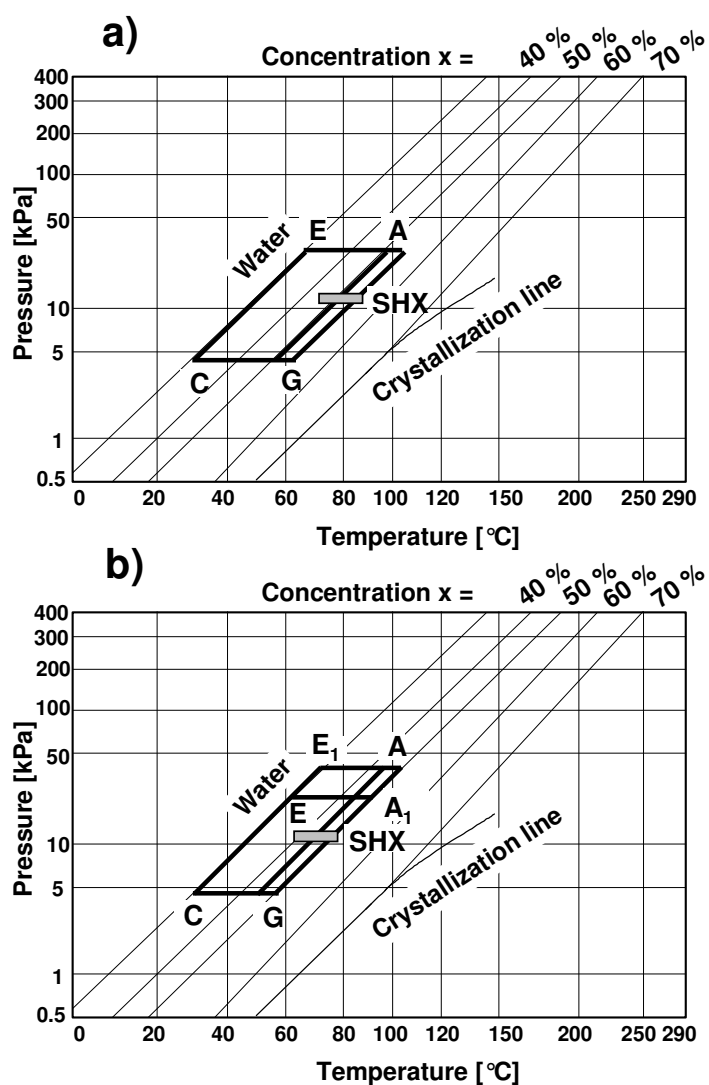 a)
Concentration x = 40 % 50 % 60 % 70 %
400
300
200
100
50
10
5
1
0.5
Pressure [kPa]
Water
E
A
SHX
C
G
Crystallization line
0 20 40 60 80 100 120 150 200 250 290
Temperature [°C]
b)
Concentration x = 40 % 50 % 60 % 70 %
400
300
200
100
50
10
5
1
0.5
Pressure [kPa]
Water
E1
A
E
A1
SHX
C
G
Crystallization line
0 20 40 60 80 100 120 150 200 250 290
Temperature [°C]